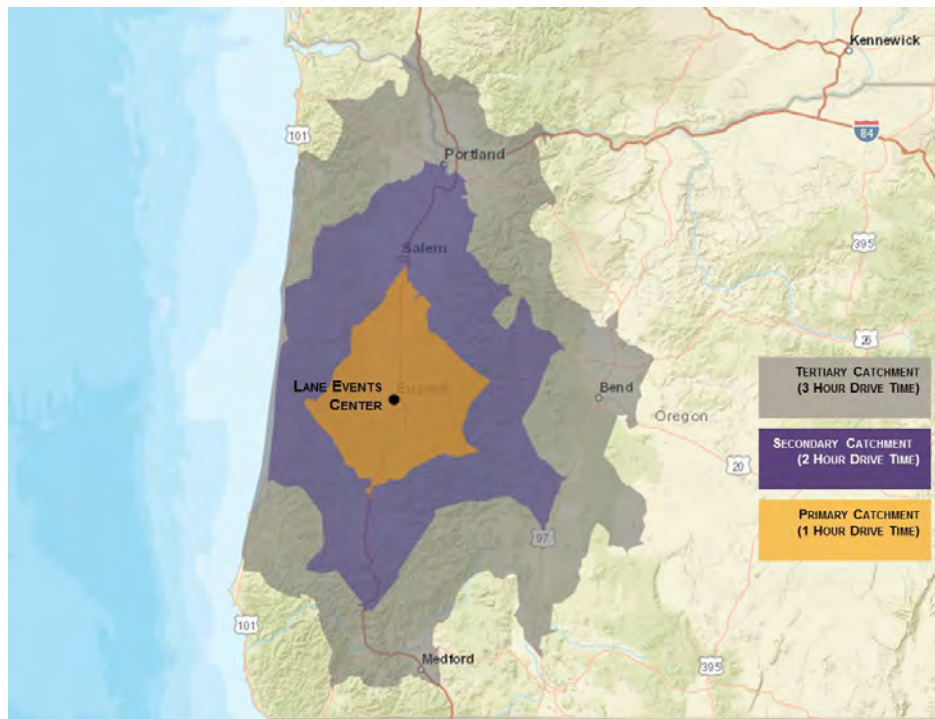 Kennewick
101
84
Portland
395
Salem
26
TERTIARY CATCHMENT
(3 HOUR DRIVE TIME)
LANE EVENTS
CENTER
Eugene
Bend
Oregon
SECONDARY CATCHMENT
(2 HOUR DRIVE TIME)
20
PRIMARY CATCHMENT
(1 HOUR DRIVE TIME)
97
101
Medford
395